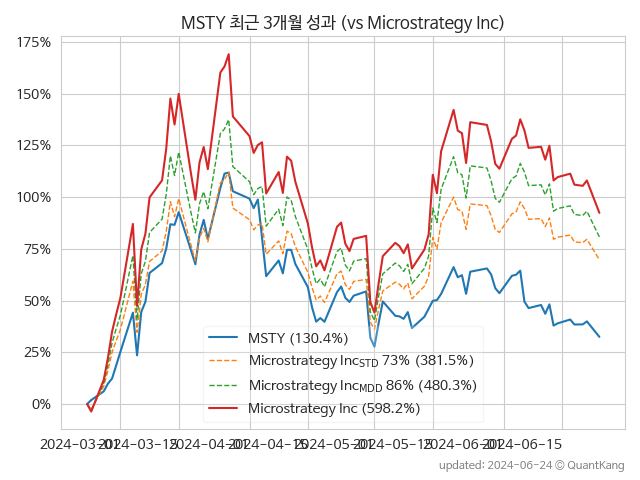 MSTY 최근 3개월 성과 (vs Microstrategy Inc)
175%
150%
125%
100%
75%
50%
25%
0%
MSTY (130.4%)
Microstrategy Inc_STD 73% (381.5%)
Microstrategy Inc_MDD 86% (480.3%)
Microstrategy Inc (598.2%)
2024-03-01 2024-03-15 2024-04-01 2024-04-15 2024-05-01 2024-05-15 2024-06-01 2024-06-15
updated: 2024-06-24 ⓒ QuantKang